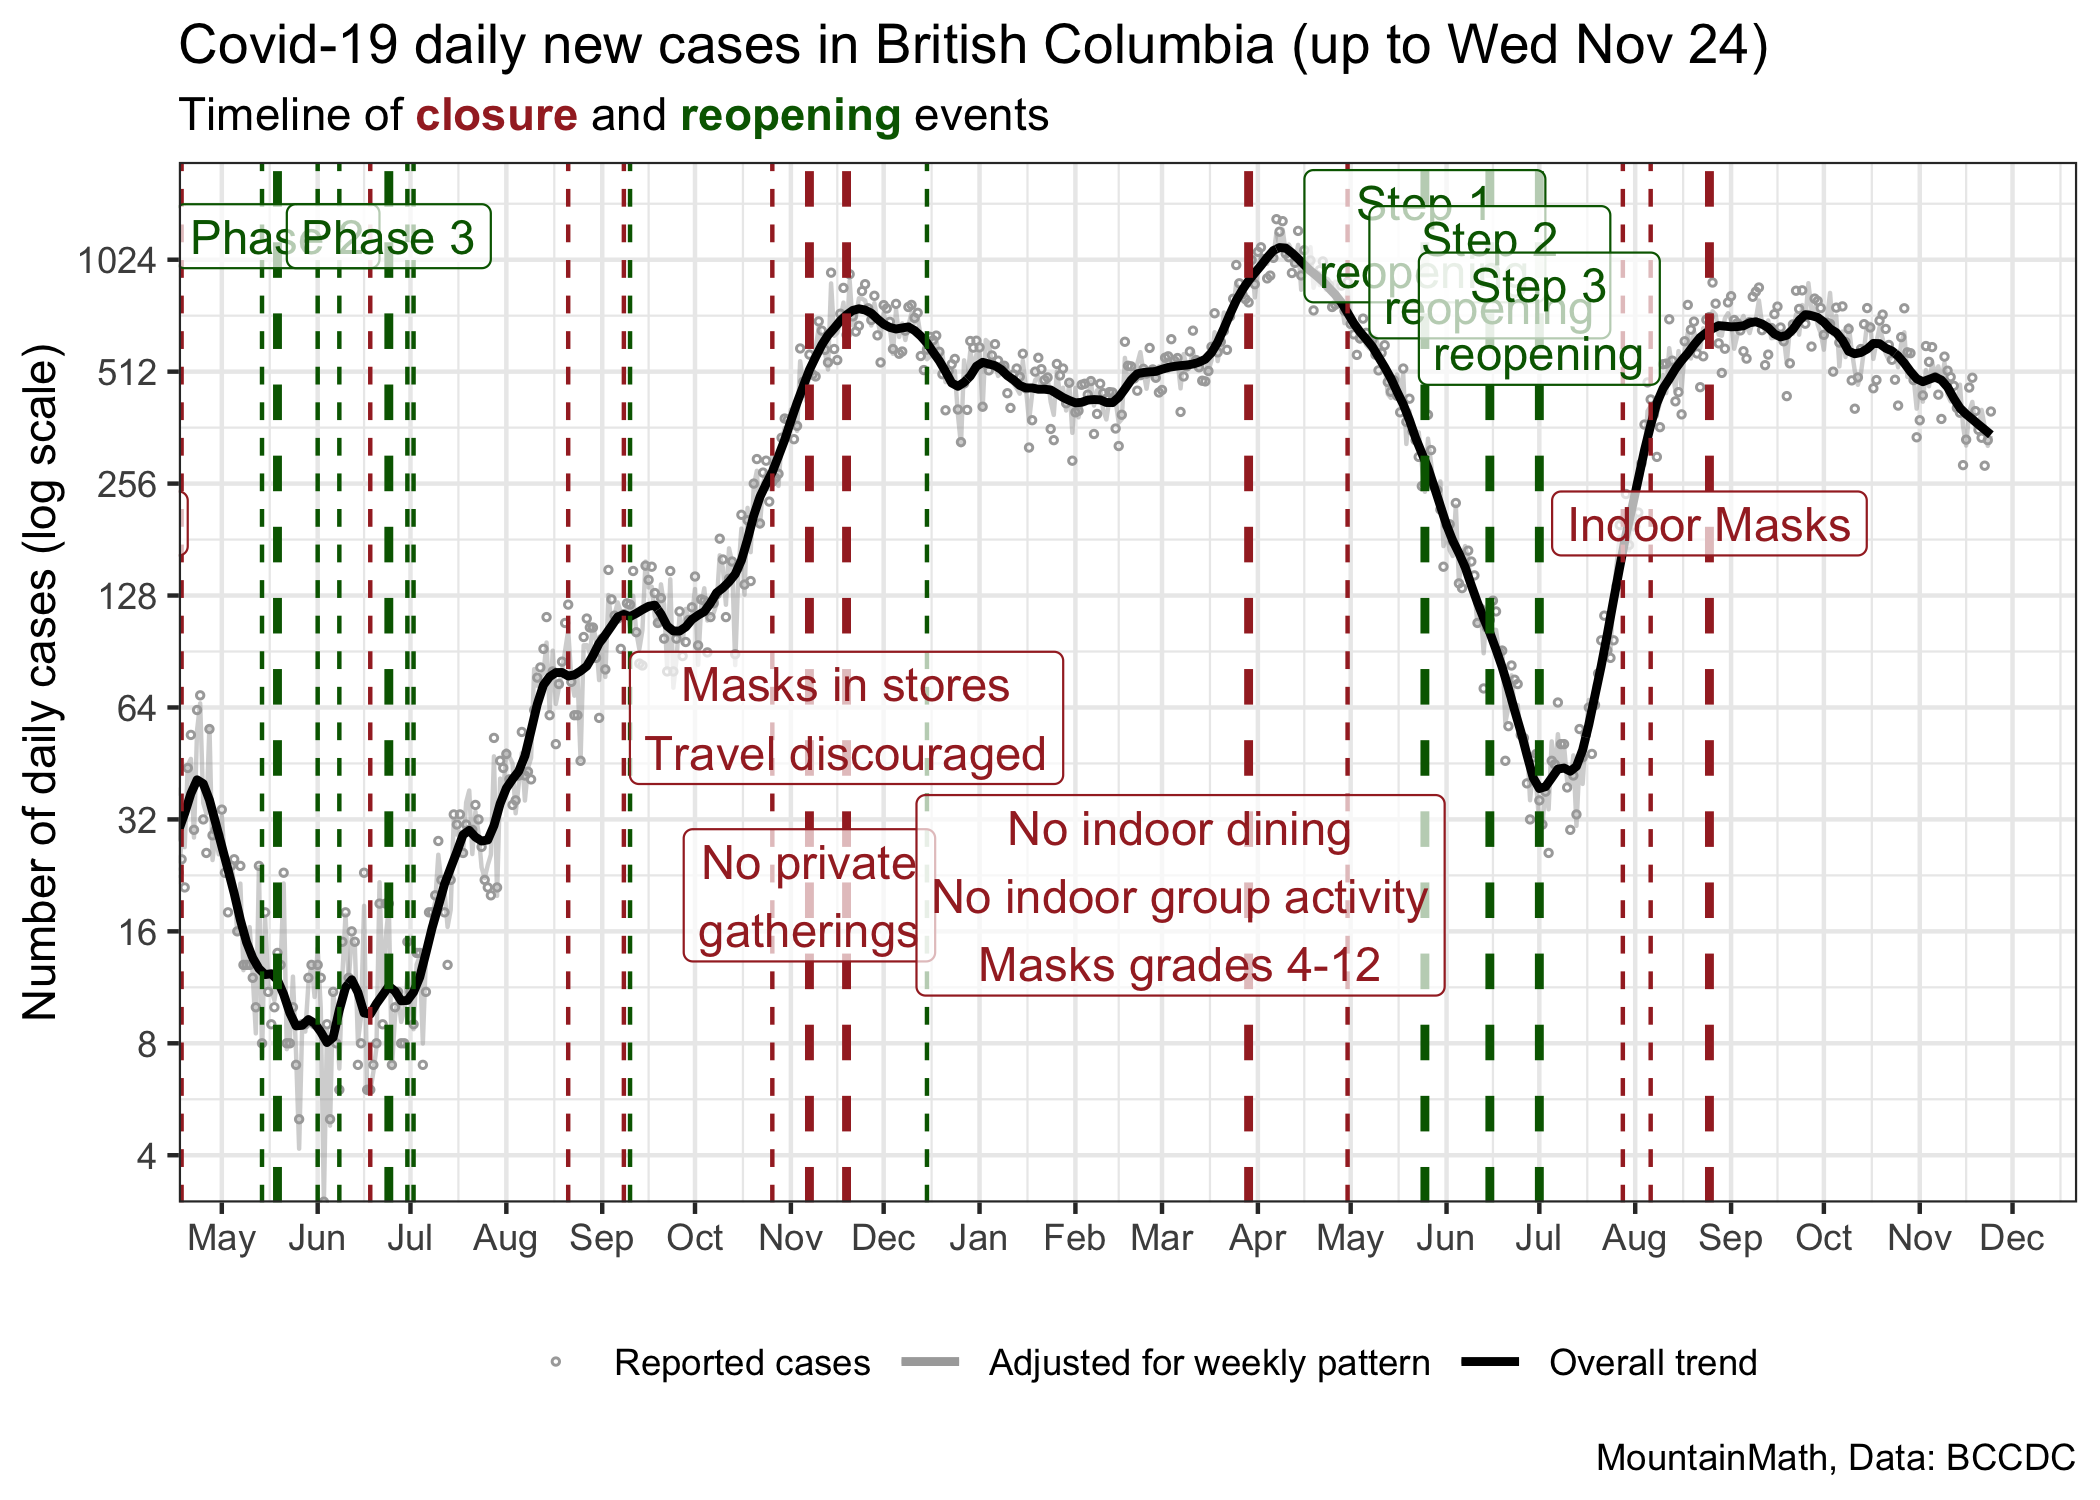 Covid-19 daily new cases in British Columbia (up to Wed Nov 24)
Timeline of closure and reopening events
Number of daily cases (log scale)
1024
512
256
128
64
32
16
8
4
Phase 2
Phase 3
Step 1
reopening
Step 2
reopening
Step 3
reopening
Indoor Masks
Masks in stores
Travel discouraged
No private
gatherings
No indoor dining
No indoor group activity
Masks grades 4-12
May Jun Jul Aug Sep Oct Nov Dec Jan Feb Mar Apr May Jun Jul Aug Sep Oct Nov Dec
Reported cases Adjusted for weekly pattern Overall trend
MountainMath, Data: BCCDC